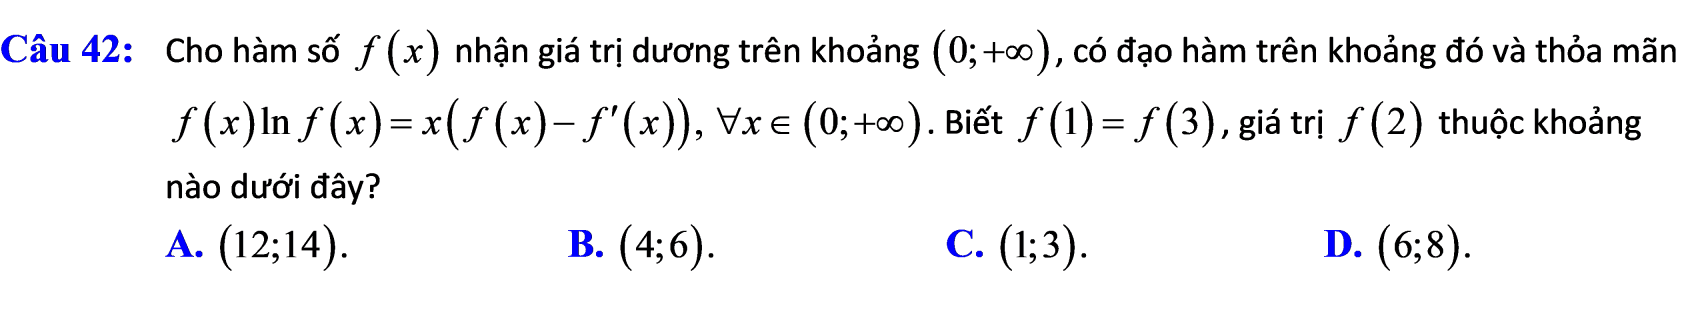 Câu 42: Cho hàm số f(x) nhận giá trị dương trên khoảng (0;+∞), có đạo hàm trên khoảng đó và thỏa mãn
f(x)ln f(x)=x(f(x)−f′(x)), ∀x∈(0;+∞). Biết f(1)=f(3), giá trị f(2) thuộc khoảng
nào dưới đây?
A. (12;14). B. (4;6). C. (1;3). D. (6;8).